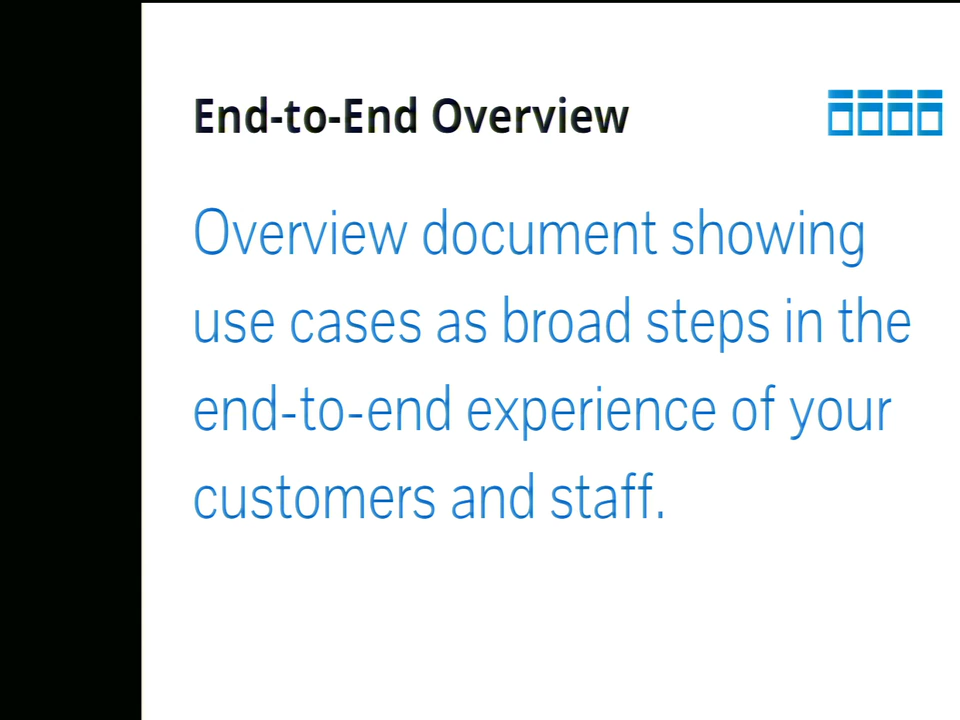 End-to-End Overview
Overview document showing
use cases as broad steps in the
end-to-end experience of your
customers and staff.